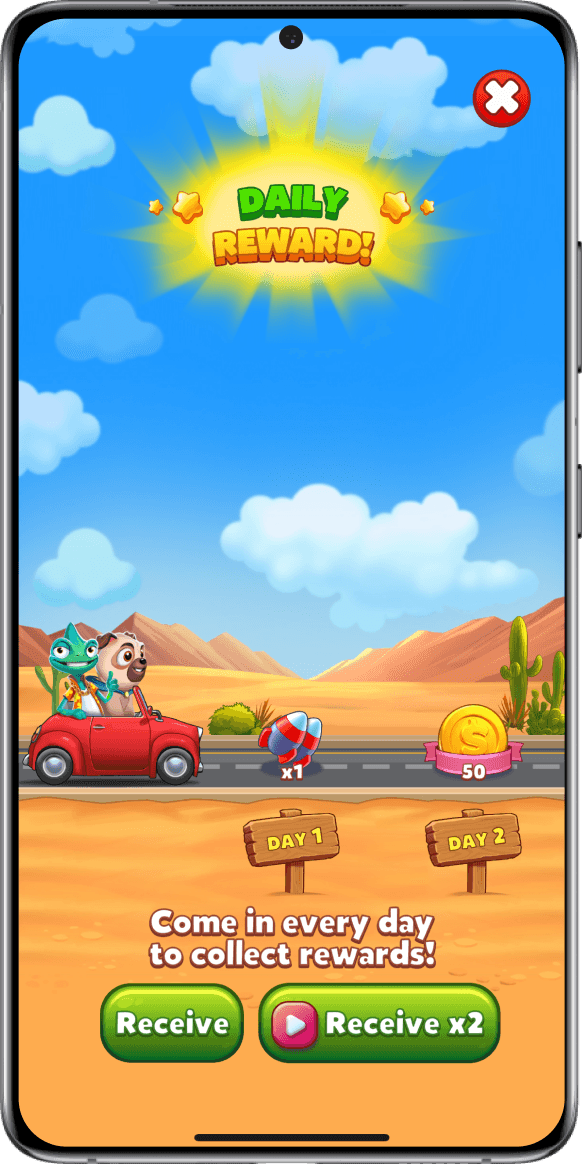 DAILY
REWARD!
x1
50
DAY 1
DAY 2
Come in every day
to collect rewards!
Receive
Receive x2